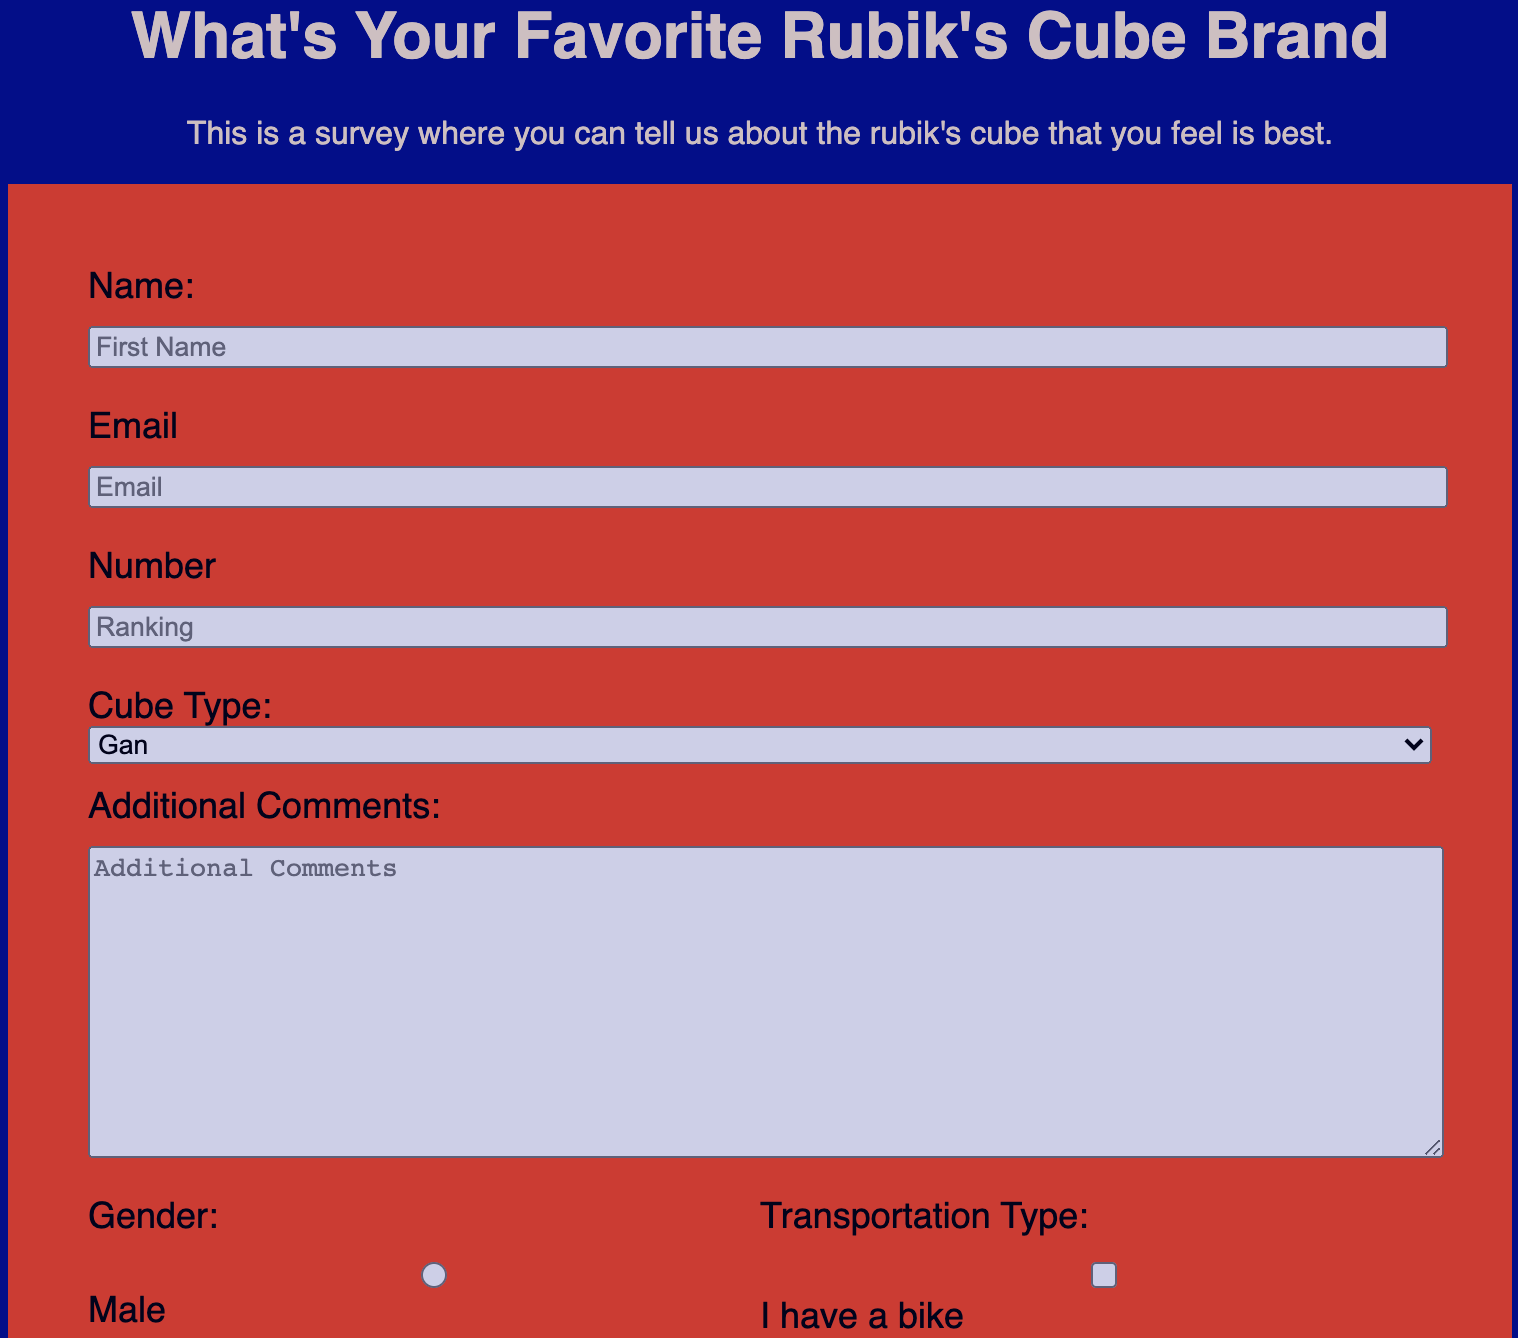 What's Your Favorite Rubik's Cube Brand
This is a survey where you can tell us about the rubik's cube that you feel is best.
Name:
First Name
Email
Email
Number
Ranking
Cube Type:
Gan
Additional Comments:
Additional Comments
Gender:
Male
Transportation Type:
I have a bike